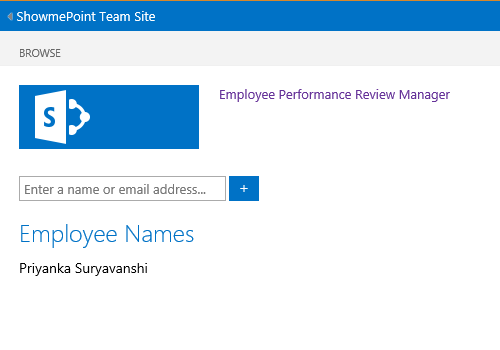 ShowmePoint Team Site
BROWSE
S
Employee Performance Review Manager
Enter a name or email address...
+
Employee Names
Priyanka Suryavanshi